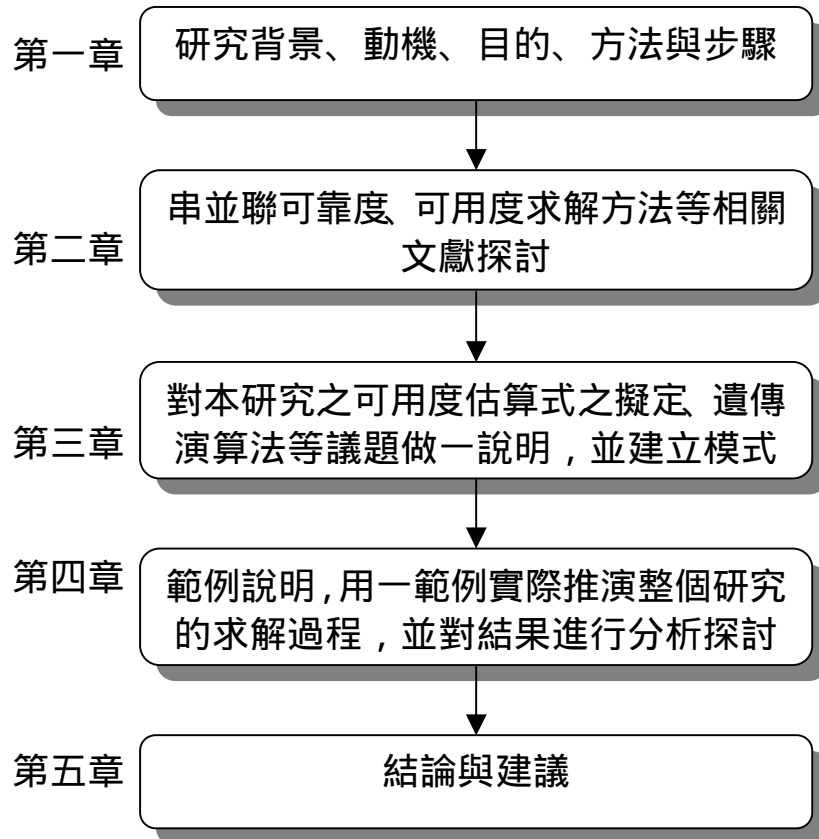 第一章
研究背景、動機、目的、方法與步驟
第二章
串並聯可靠度、可用度求解方法等相關
文獻探討
第三章
對本研究之可用度估算式之擬定、遺傳
演算法等議題做一說明，並建立模式
第四章
範例說明，用一範例實際推演整個研究
的求解過程，並對結果進行分析探討
第五章
結論與建議